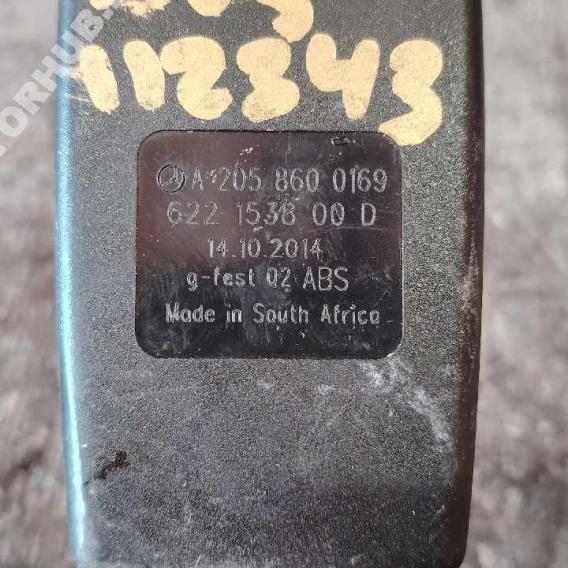 112343
A 205 860 0169
622 1538 00 D
14.10.2014
g-fest 02 ABS
Made in South Africa